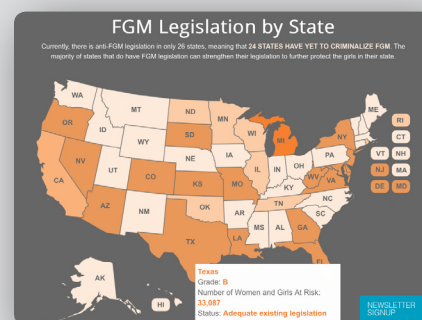 FGM Legislation by State
Currently, there is anti-FGM legislation in only 26 states, meaning that 24 STATES HAVE YET TO CRIMINALIZE FGM. The
majority of states that do have FGM legislation can strengthen their legislation to further protect the girls in their state.
WA
MT
ND
MN
ME
OR
ID
SD
WI
MI
NY
RI
WY
CT
NV
NE
IA
PA
VT
NH
UT
IL
IN
OH
NJ
MA
CA
CO
KS
MO
WV
VA
DE
MD
KY
NC
AZ
NM
OK
TN
AR
SC
MS
AL
GA
TX
LA
FL
AK
HI
Texas
Grade: B
Number of Women and Girls At Risk:
33,087
Status: Adequate existing legislation
NEWSLETTER
SIGNUP